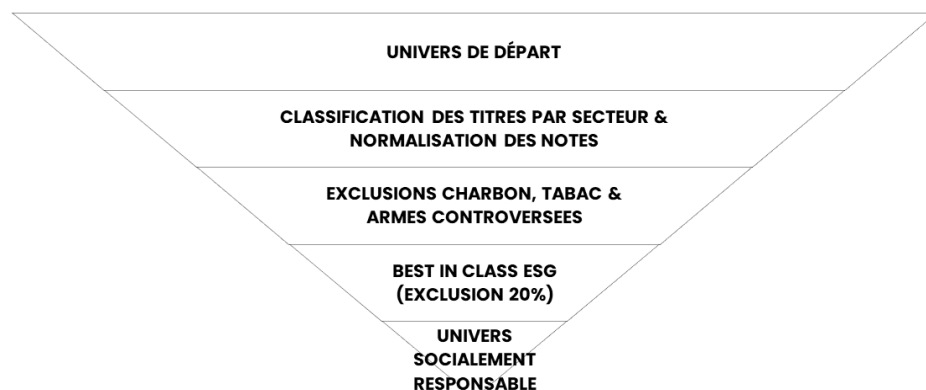 UNIVERS DE DÉPART
CLASSIFICATION DES TITRES PAR SECTEUR &
NORMALISATION DES NOTES
EXCLUSIONS CHARBON, TABAC &
ARMES CONTROVERSEES
BEST IN CLASS ESG
(EXCLUSION 20%)
UNIVERS
SOCIALEMENT
RESPONSABLE